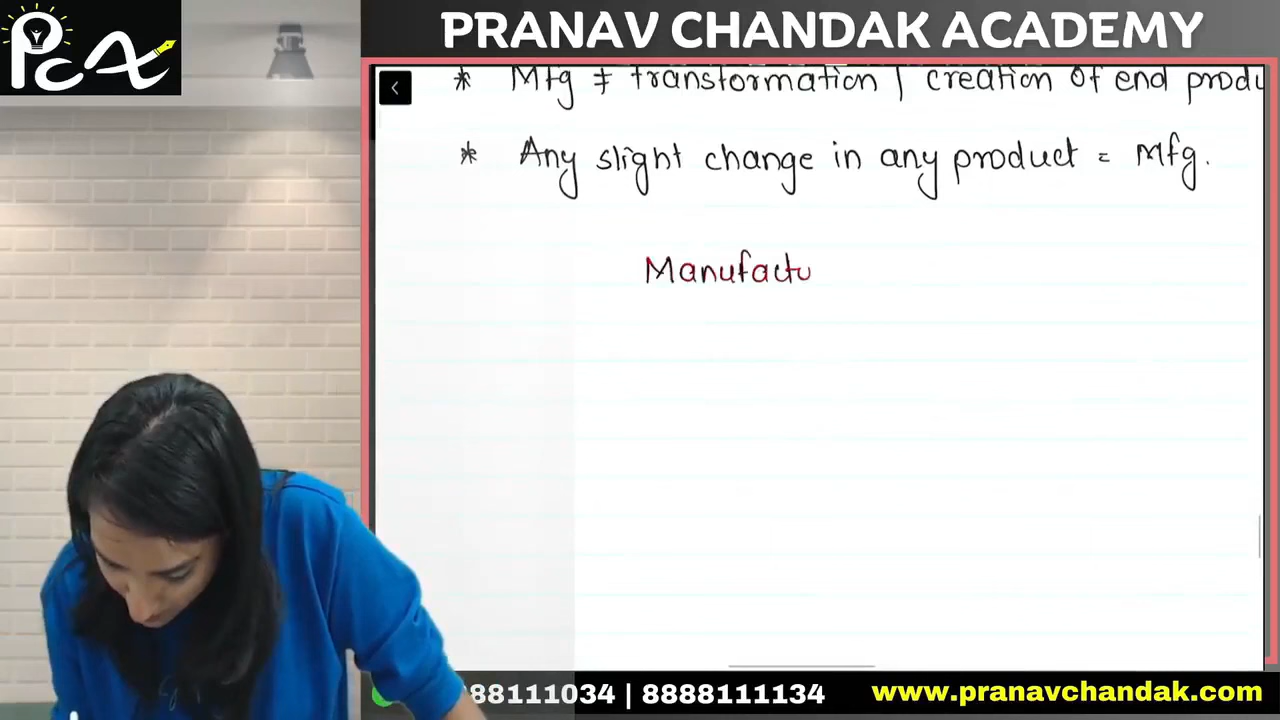 PCA
PRANAV CHANDAK ACADEMY
* Mfg ≠ transformation / creation of end produ
* Any slight change in any product = Mfg.
Manufactu
88111034 | 8888111134
www.pranavchandak.com